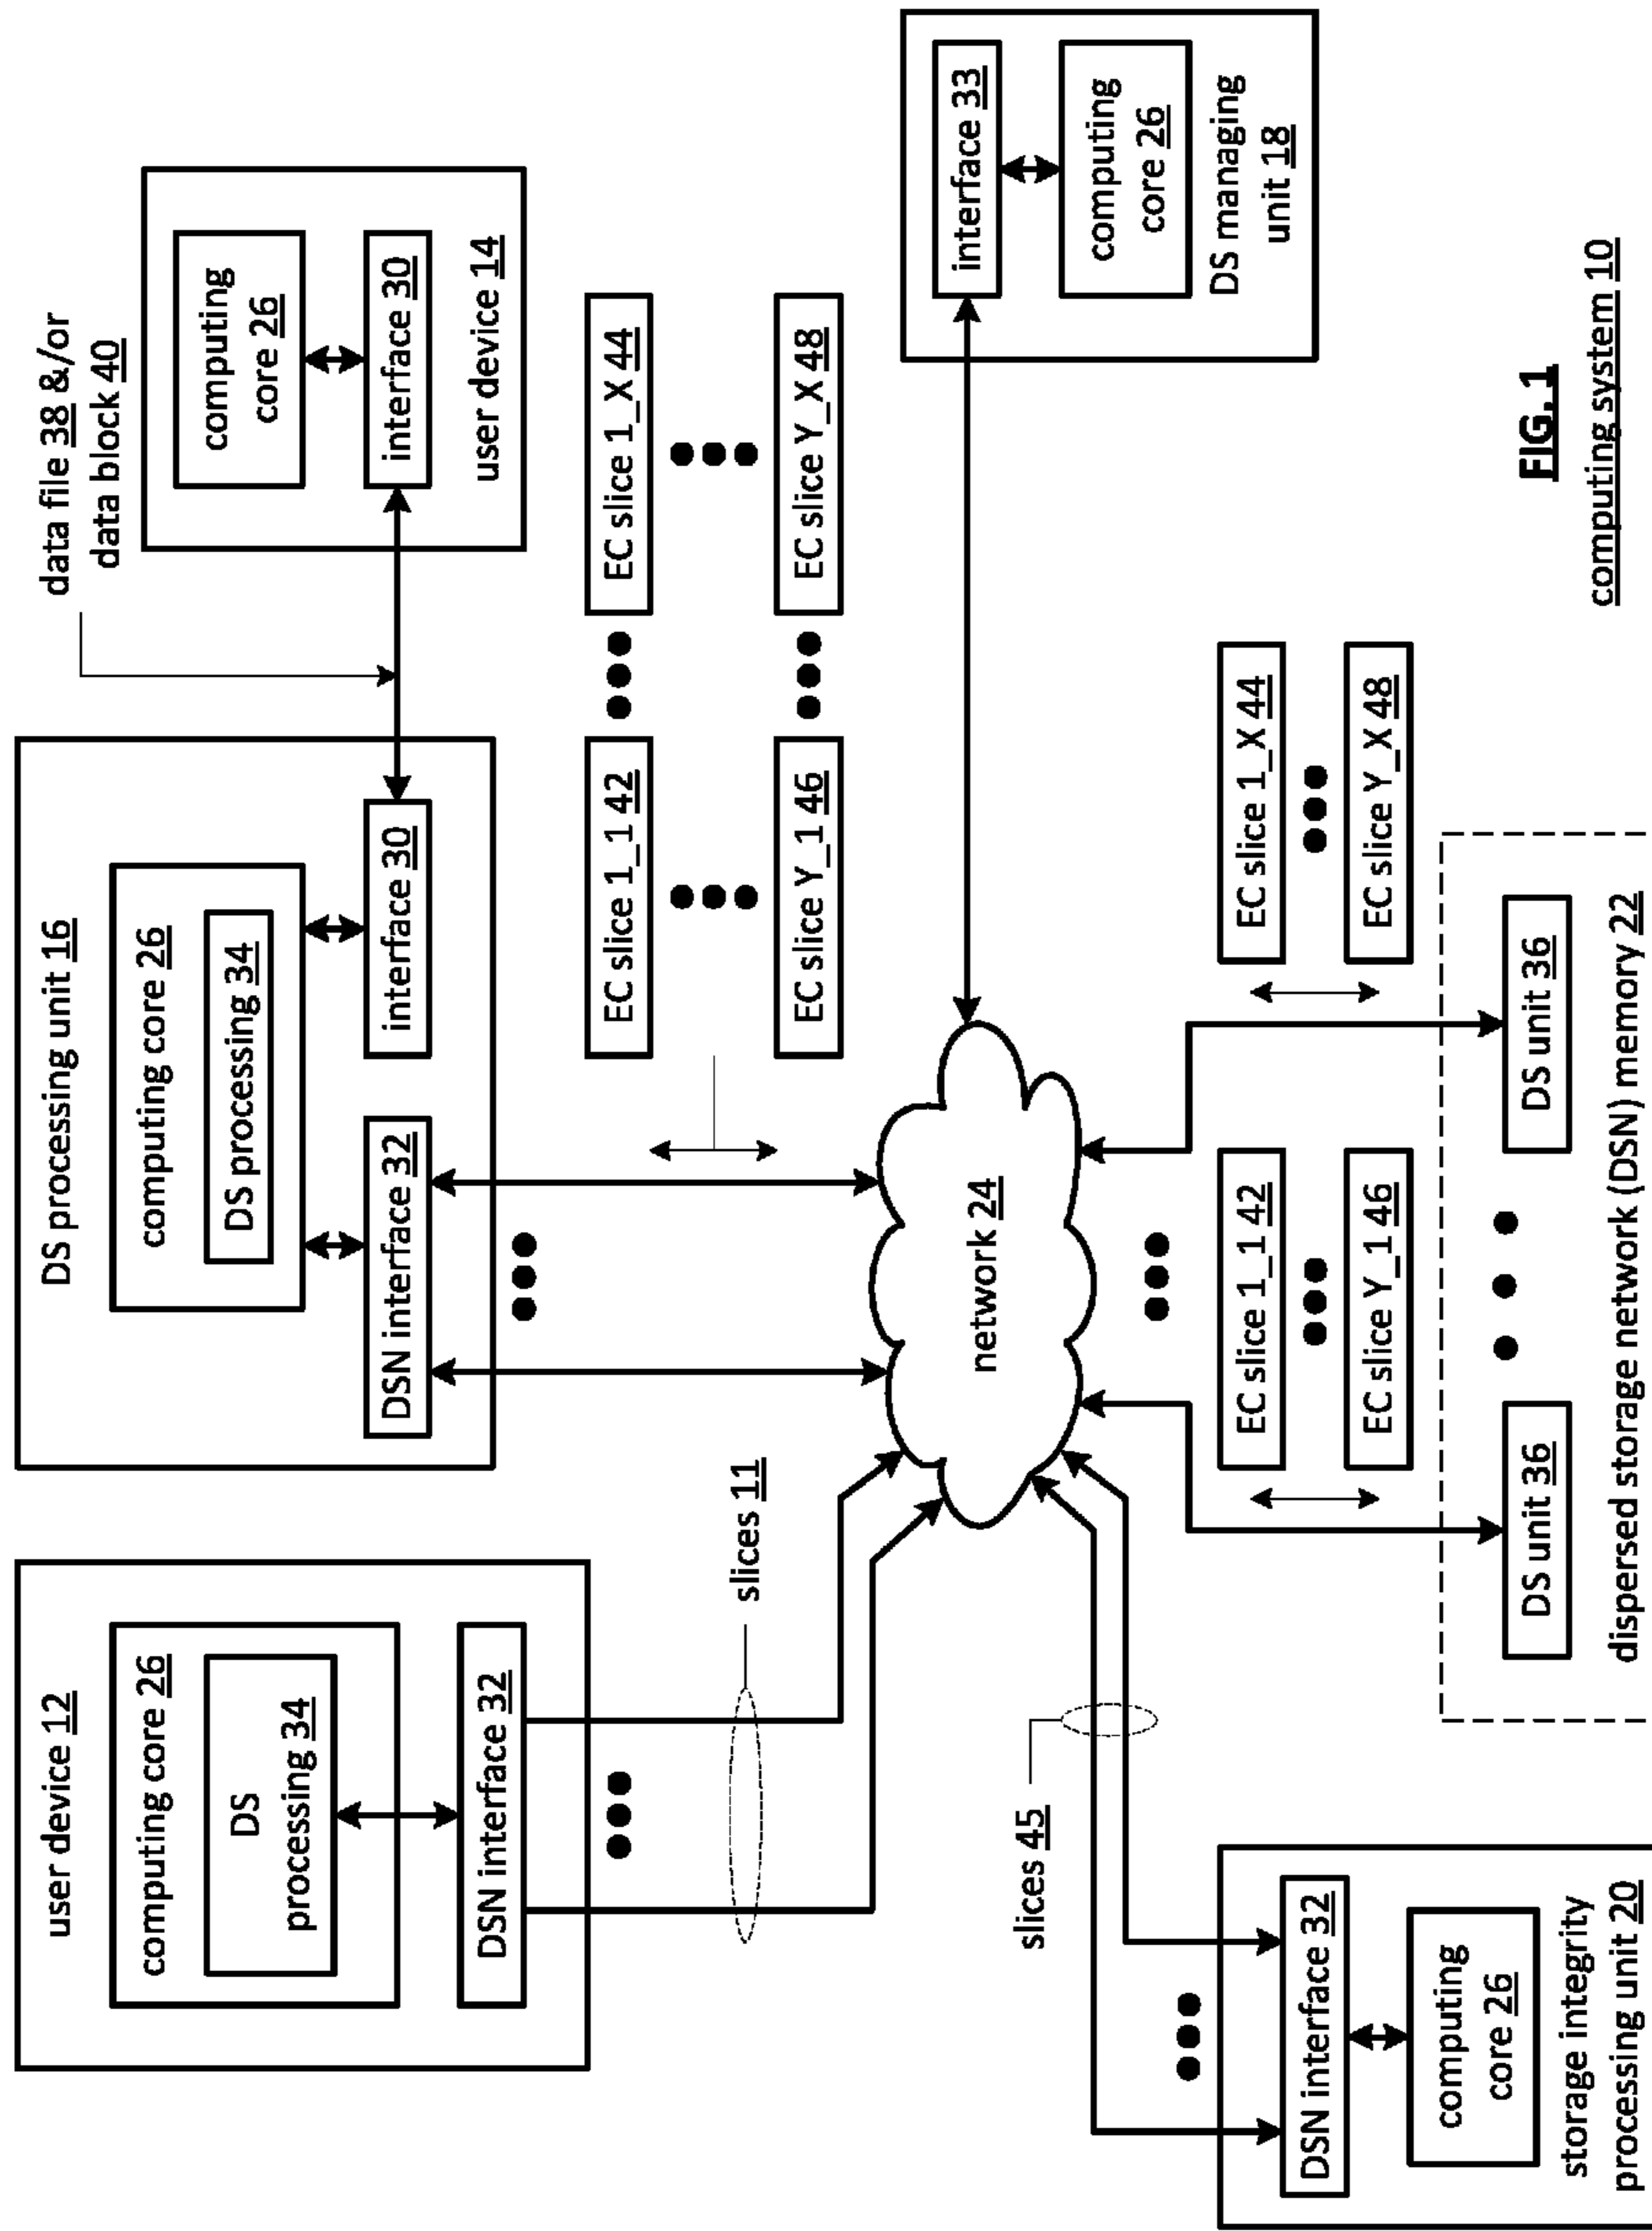 user device 12
computing core 26
DS
processing 34
DSN interface 32
slices 11
DS processing unit 16
computing core 26
DS processing 34
DSN interface 32
interface 30
data file 38 &/or
data block 40
computing
core 26
interface 30
user device 14
EC slice 1_1 42
EC slice 1_X 44
EC slice Y_1 46
EC slice Y_X 48
network 24
interface 33
computing
core 26
DS managing
unit 18
slices 45
DSN interface 32
computing
core 26
storage integrity
processing unit 20
EC slice 1_1 42
EC slice Y_1 46
EC slice 1_X 44
EC slice Y_X 48
DS unit 36
DS unit 36
dispersed storage network (DSN) memory 22
FIG. 1
computing system 10